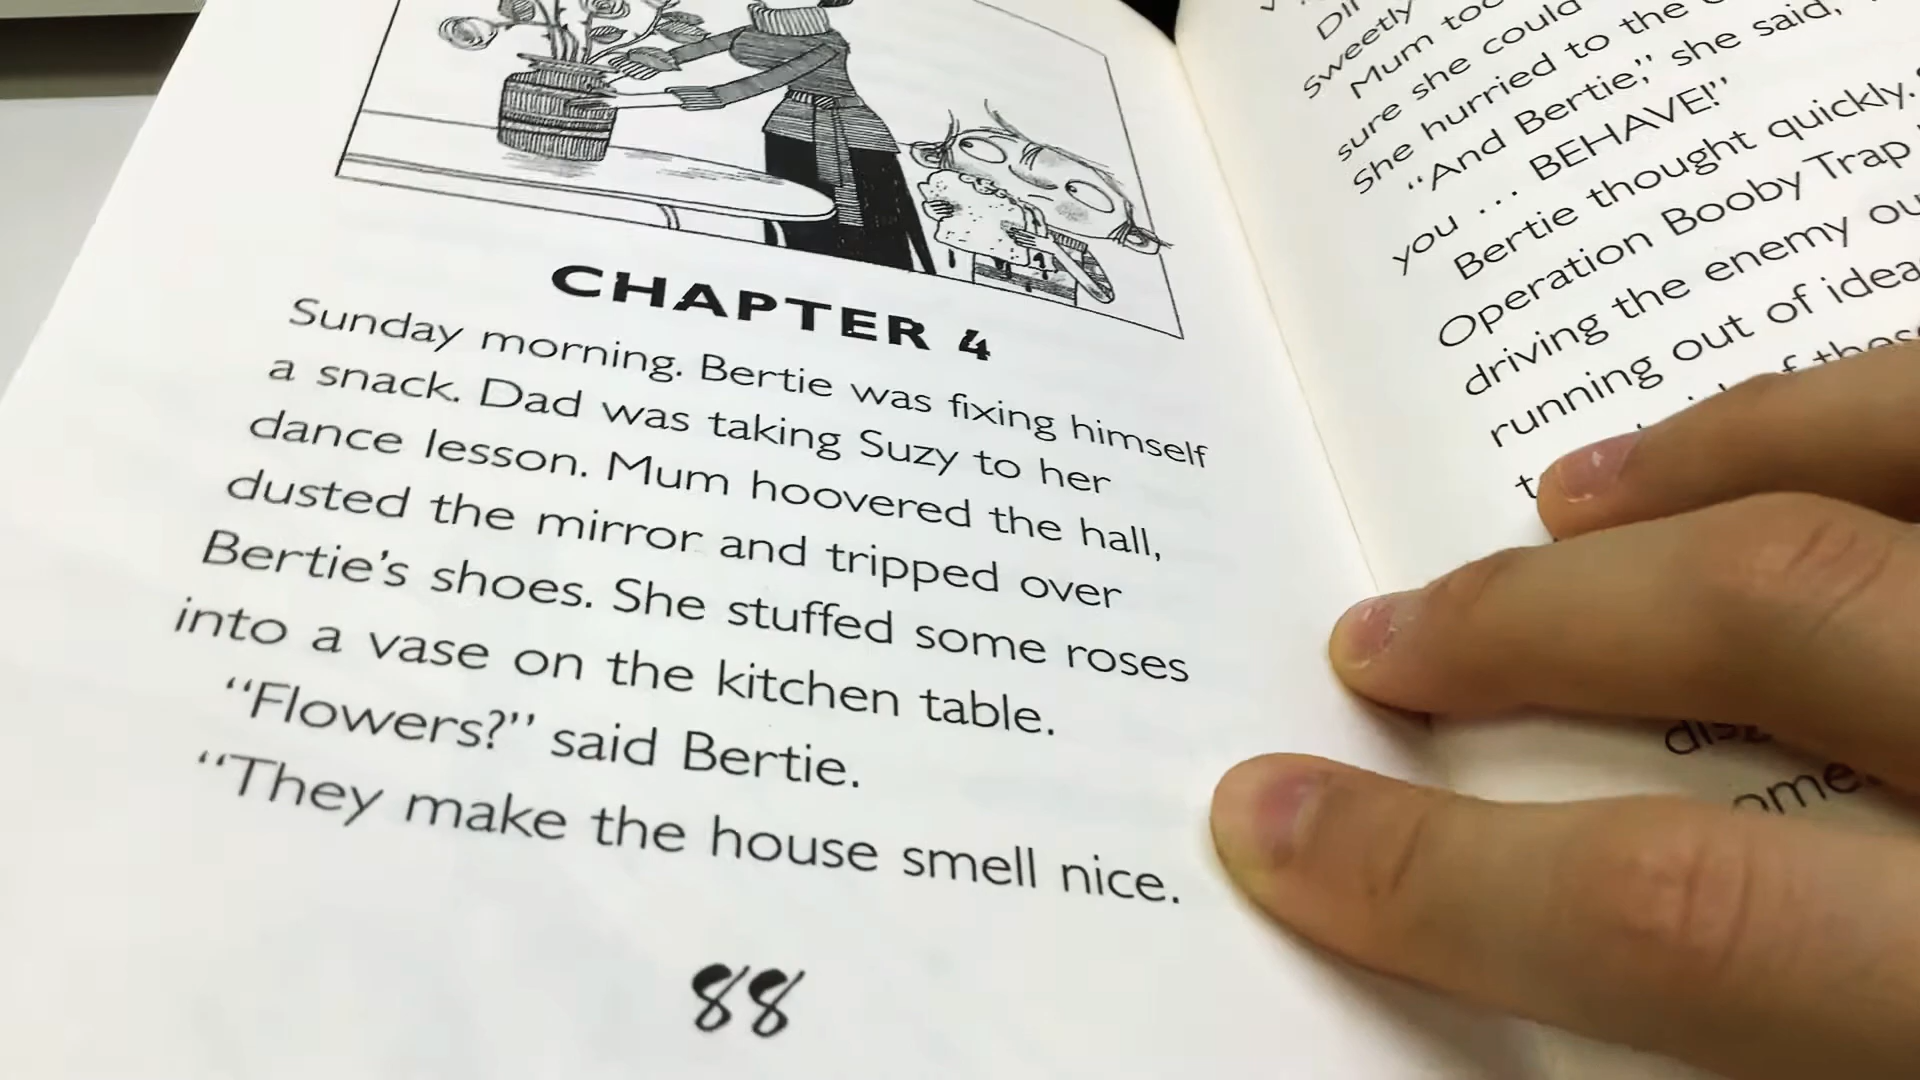 CHAPTER 4
Sunday morning. Bertie was fixing himself
a snack. Dad was taking Suzy to her
dance lesson. Mum hoovered the hall,
dusted the mirror and tripped over
Bertie's shoes. She stuffed some roses
into a vase on the kitchen table.
“Flowers?” said Bertie.
“They make the house smell nice.
88
sweetly
Mum too
sure she could
She hurried to the
“And Bertie,” she said,
you ... BEHAVE!”
Bertie thought quickly.
Operation Booby Trap
driving the enemy ou
running out of idea